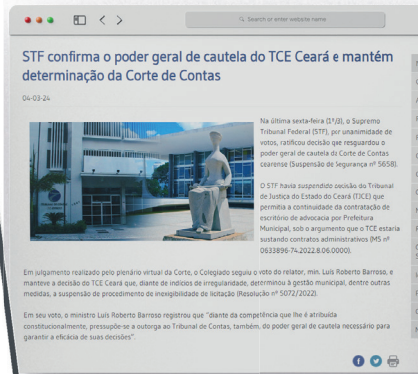 Search or enter website name
STF confirma o poder geral de cautela do TCE Ceará e mantém
determinação da Corte de Contas
04-03-24
Na última sexta-feira (1º/3), o Supremo
Tribunal Federal (STF), por unanimidade de
votos, ratificou decisão que resguardou o
poder geral de cautela da Corte de Contas
cearense (Suspensão de Segurança nº 5658).
O STF havia suspendido decisão do Tribunal
de Justiça do Estado do Ceará (TJCE) que
permitia a continuidade da contratação de
escritório de advocacia por Prefeitura
Municipal, sob o argumento que o TCE estaria
sustando contratos administrativos (MS nº
0633896-74.2022.8.06.0000).
Em julgamento realizado pelo plenário virtual da Corte, o Colegiado seguiu o voto do relator, min. Luís Roberto Barroso, e
manteve a decisão do TCE Ceará que, diante de indícios de irregularidade, determinou à gestão municipal, dentre outras
medidas, a suspensão de procedimento de inexigibilidade de licitação (Resolução nº 5072/2022).
Em seu voto, o ministro Luís Roberto Barroso registrou que "diante da competência que lhe é atribuída
constitucionalmente, pressupõe-se a outorga ao Tribunal de Contas, também, do poder geral de cautela necessário para
garantir a eficácia de suas decisões".